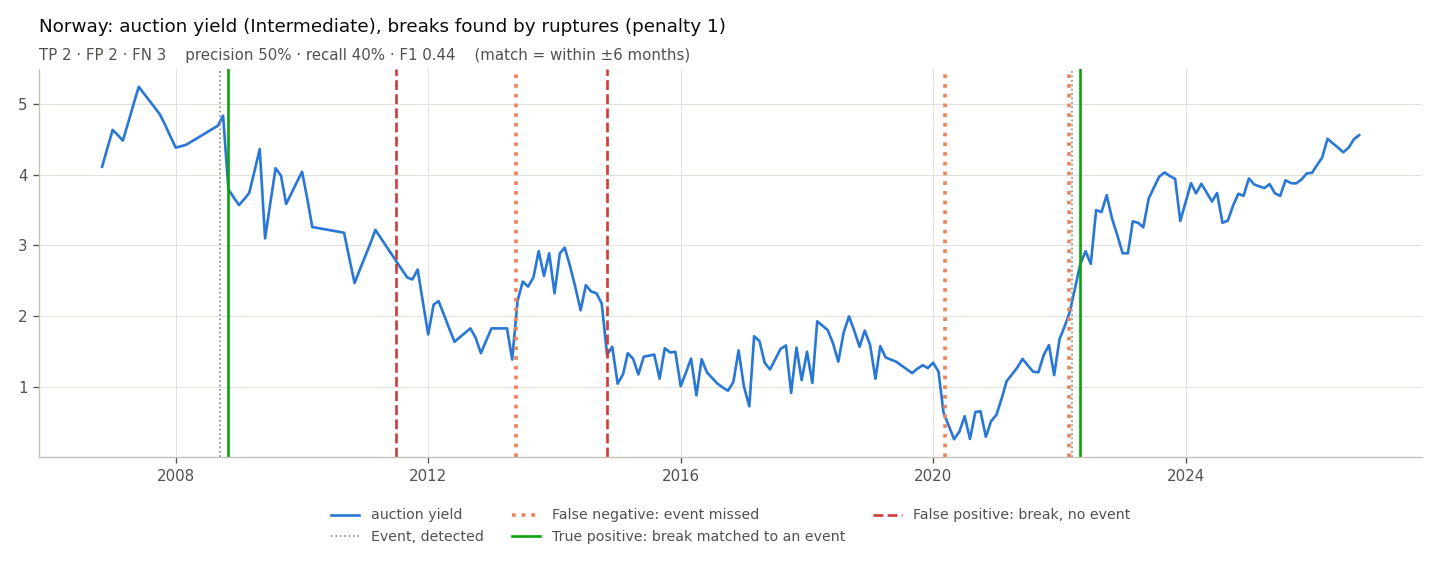 Norway: auction yield (Intermediate), breaks found by ruptures (penalty 1)
TP 2 · FP 2 · FN 3    precision 50% · recall 40% · F1 0.44    (match = within ±6 months)
5
4
3
2
1
2008 2012 2016 2020 2024
auction yield False negative: event missed False positive: break, no event
Event, detected True positive: break matched to an event